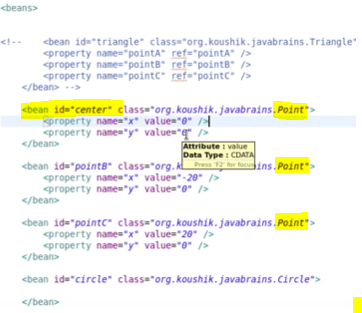 <beans>
<!--    <bean id="triangle" class="org.koushik.javabrains.Triangle"
        <property name="pointA" ref="pointA" />
        <property name="pointB" ref="pointB" />
        <property name="pointC" ref="pointC" />
    </bean> -->
    <bean id="center" class="org.koushik.javabrains.Point">
        <property name="x" value="0" />
        <property name="y" value="0" />
    </bean>
Attribute : value
Data Type : CDATA
Press 'F2' for focus
    <bean id="pointB" class="org.koushik.javabrains.Point">
        <property name="x" value="-20" />
        <property name="y" value="0" />
    </bean>
    <bean id="pointC" class="org.koushik.javabrains.Point">
        <property name="x" value="20" />
        <property name="y" value="0" />
    </bean>
    <bean id="circle" class="org.koushik.javabrains.Circle">
    </bean>